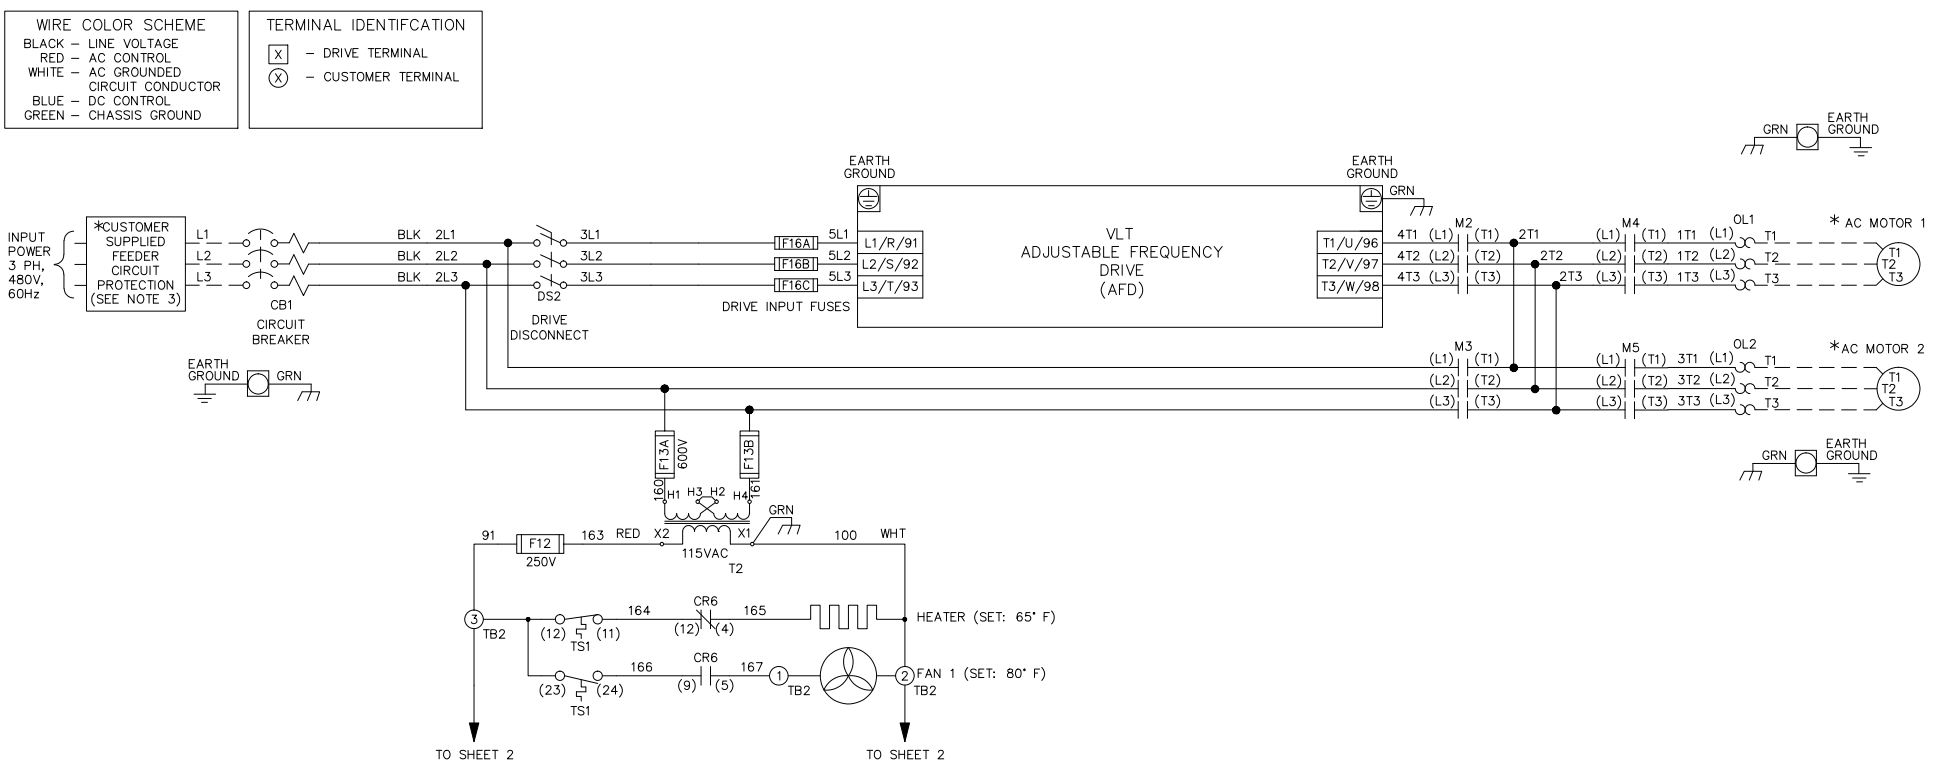 WIRE COLOR SCHEME
BLACK – LINE VOLTAGE
RED – AC CONTROL
WHITE – AC GROUNDED
CIRCUIT CONDUCTOR
BLUE – DC CONTROL
GREEN – CHASSIS GROUND
TERMINAL IDENTIFCATION
X – DRIVE TERMINAL
X – CUSTOMER TERMINAL
GRN
EARTH
GROUND
INPUT
POWER
3 PH,
480V,
60Hz
*CUSTOMER
SUPPLIED
FEEDER
CIRCUIT
PROTECTION
(SEE NOTE 3)
L1
L2
L3
CB1
CIRCUIT
BREAKER
BLK 2L1
BLK 2L2
BLK 2L3
DS2
DRIVE
DISCONNECT
3L1
3L2
3L3
F16A
F16B
F16C
DRIVE INPUT FUSES
5L1
5L2
5L3
EARTH
GROUND
L1/R/91
L2/S/92
L3/T/93
VLT
ADJUSTABLE FREQUENCY
DRIVE
(AFD)
EARTH
GROUND
GRN
T1/U/96
T2/V/97
T3/W/98
4T1 (L1) M2 (T1) 2T1 (L1) M4 (T1) 1T1 (L1) OL1 T1
4T2 (L2) (T2) 2T2 (L2) (T2) 1T2 (L2) T2
4T3 (L3) (T3) 2T3 (L3) (T3) 1T3 (L3) T3
* AC MOTOR 1
T1
T2
T3
EARTH
GROUND
GRN
(L1) M3 (T1) (L1) M5 (T1) 3T1 (L1) OL2 T1
(L2) (T2) (L2) (T2) 3T2 (L2) T2
(L3) (T3) (L3) (T3) 3T3 (L3) T3
*AC MOTOR 2
T1
T2
T3
GRN
EARTH
GROUND
F13A
600V
F13B
160
161
H1 H3 H2 H4
GRN
91 F12 163 RED X2 X1 100 WHT
250V
115VAC
T2
3
TB2
(12) (11)
TS1
164
CR6
(12) (4)
165
HEATER (SET: 65° F)
(23) (24)
TS1
166
CR6
(9) (5)
167
1
TB2
2
TB2
FAN 1 (SET: 80° F)
TO SHEET 2
TO SHEET 2